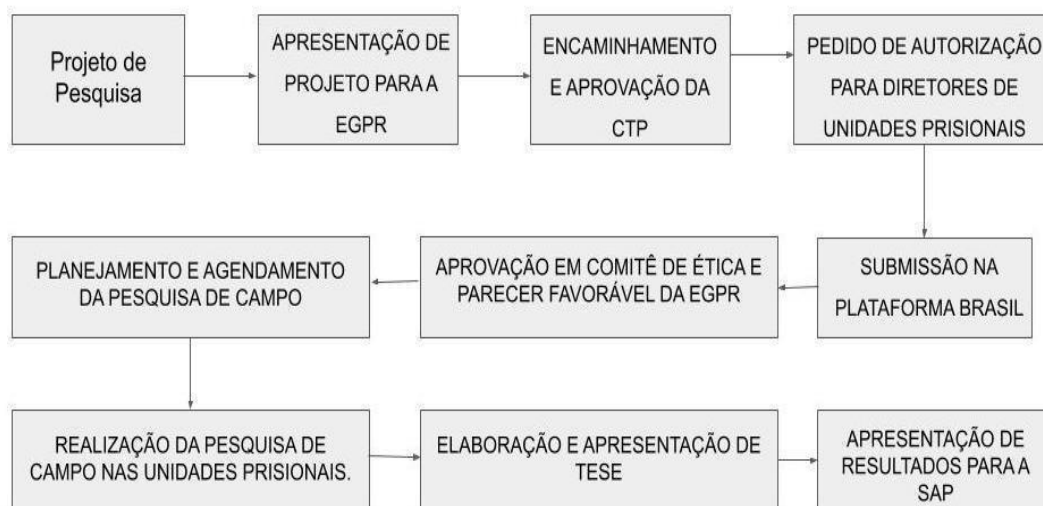 Projeto de
Pesquisa
APRESENTAÇÃO DE
PROJETO PARA A
EGPR
ENCAMINHAMENTO
E APROVAÇÃO DA
CTP
PEDIDO DE AUTORIZAÇÃO
PARA DIRETORES DE
UNIDADES PRISIONAIS
SUBMISSÃO NA
PLATAFORMA BRASIL
APROVAÇÃO EM COMITÊ DE ÉTICA E
PARECER FAVORÁVEL DA EGPR
PLANEJAMENTO E AGENDAMENTO
DA PESQUISA DE CAMPO
REALIZAÇÃO DA PESQUISA DE
CAMPO NAS UNIDADES PRISIONAIS.
ELABORAÇÃO E APRESENTAÇÃO DE
TESE
APRESENTAÇÃO DE
RESULTADOS PARA A
SAP